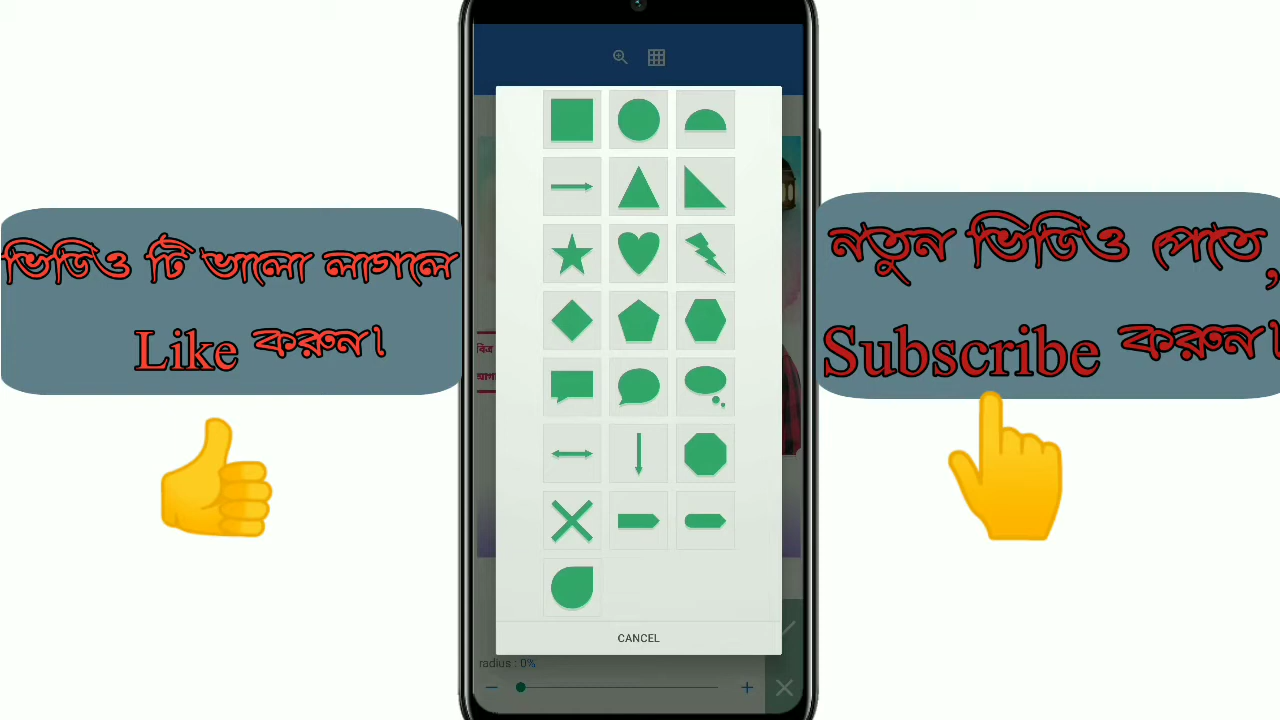 ভিডিও টি ভালো লাগলে
Like করুন।
নতুন ভিডিও পেতে,
Subscribe করুন।
CANCEL
radius : 0%